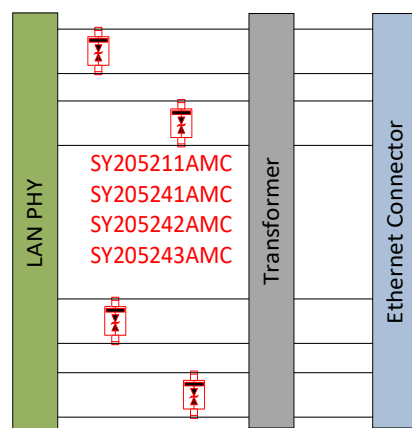 LAN PHY
SY205211AMC
SY205241AMC
SY205242AMC
SY205243AMC
Transformer
Ethernet Connector